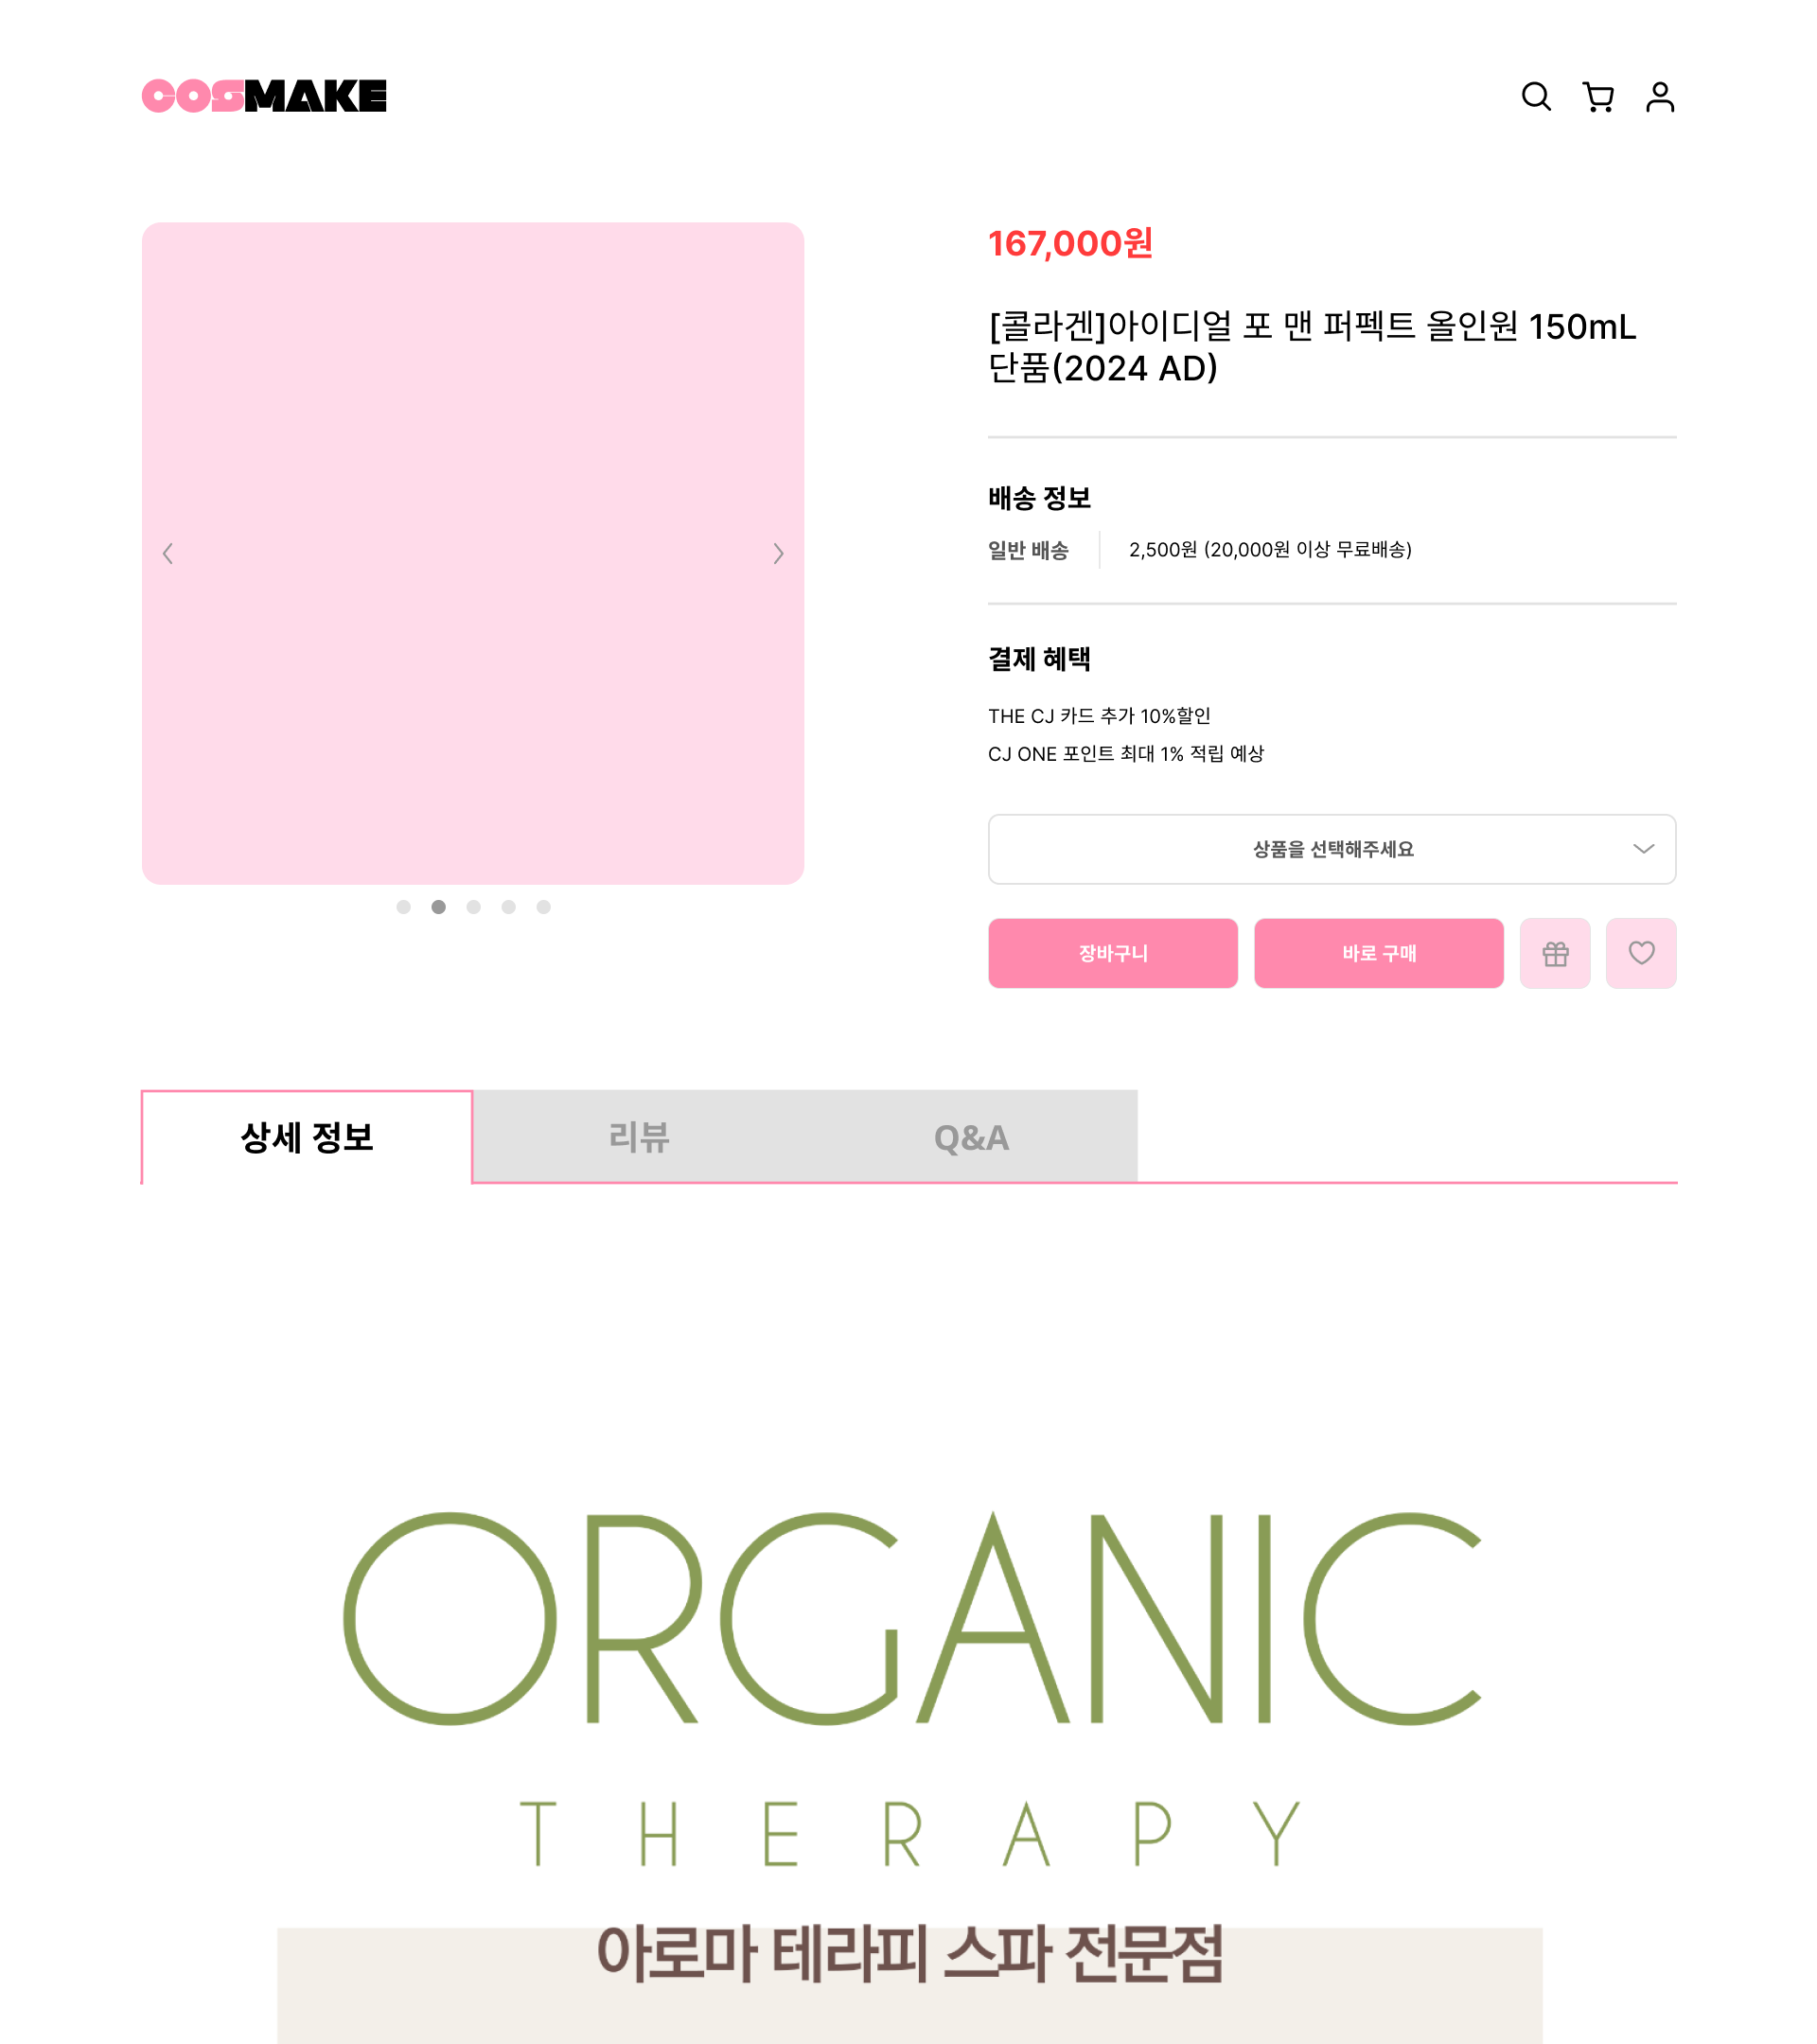 COSMAKE
167,000원
[콜라겐]아이디얼 포 맨 퍼펙트 올인원 150mL
단품(2024 AD)
배송 정보
일반 배송
2,500원 (20,000원 이상 무료배송)
결제 혜택
THE CJ 카드 추가 10%할인
CJ ONE 포인트 최대 1% 적립 예상
상품을 선택해주세요
장바구니
바로 구매
상세 정보
리뷰
Q&A
ORGANIC
THERAPY
아로마 테라피 스파 전문점